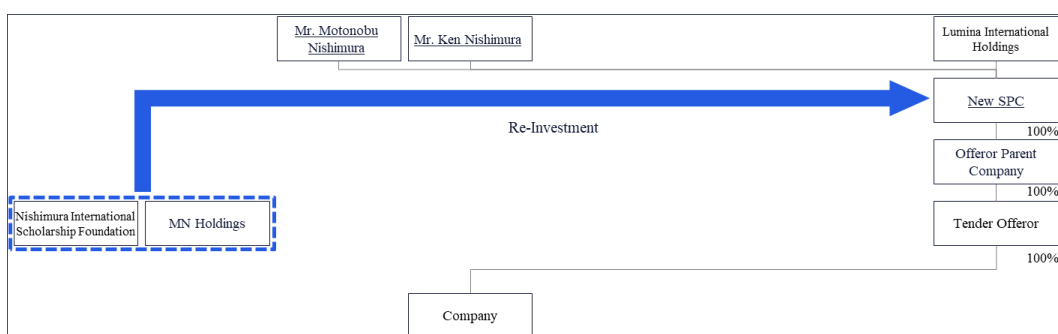 Mr. Motonobu
Nishimura
Mr. Ken Nishimura
Lumina International
Holdings
New SPC
Re-Investment
100%
Offeror Parent
Company
100%
Nishimura International
Scholarship Foundation
MN Holdings
Tender Offeror
100%
Company